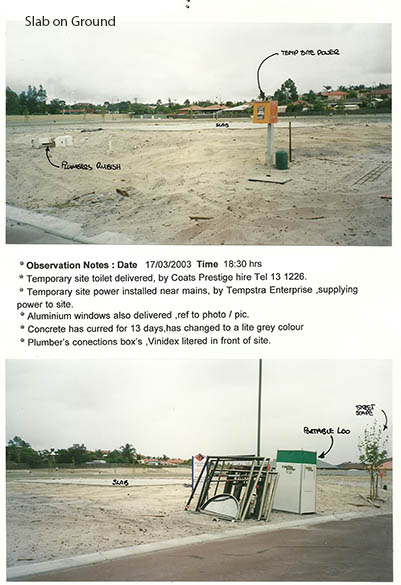 Slab on Ground
TEMP SITE POWER
SLAB
PLUMBERS RUBISH
° Observation Notes : Date 17/03/2003 Time 18:30 hrs
° Temporary site toilet delivered, by Coats Prestige hire Tel 13 1226.
° Temporary site power installed near mains, by Tempstra Enterprise ,supplying
power to site.
° Aluminium windows also delivered ,ref to photo / pic.
° Concrete has curred for 13 days,has changed to a lite grey colour
° Plumber's conections box's ,Vinidex litered in front of site.
PORTABLE LOO
SLAB